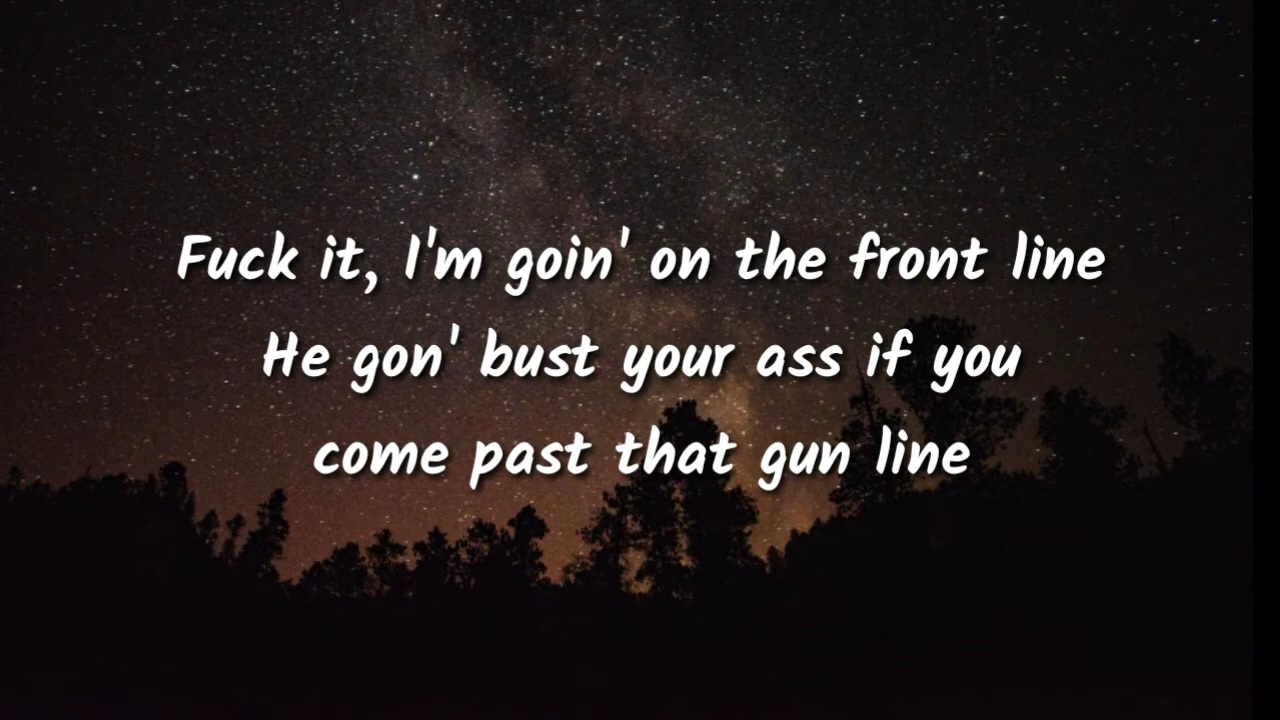 Fuck it, I'm goin' on the front line
He gon' bust your ass if you
come past that gun line